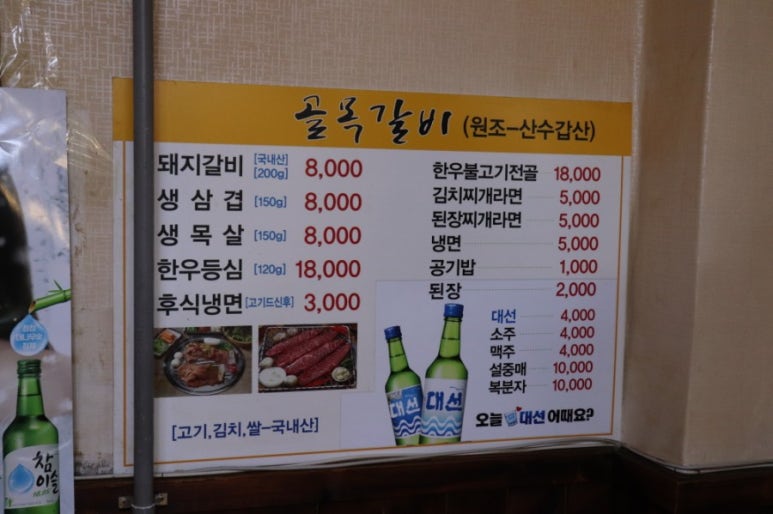 골목갈비 (원조-산수갑산)
돼지갈비 [국내산] [200g] 8,000
생삼겹 [150g] 8,000
생목살 [150g] 8,000
한우등심 [120g] 18,000
후식냉면 [고기드신후] 3,000
한우불고기전골 18,000
김치찌개라면 5,000
된장찌개라면 5,000
냉면 5,000
공기밥 1,000
된장 2,000
대선 4,000
소주 4,000
맥주 4,000
설중매 10,000
복분자 10,000
[고기,김치,쌀-국내산]
대선
대선
오늘 대선 어때요?
참이슬